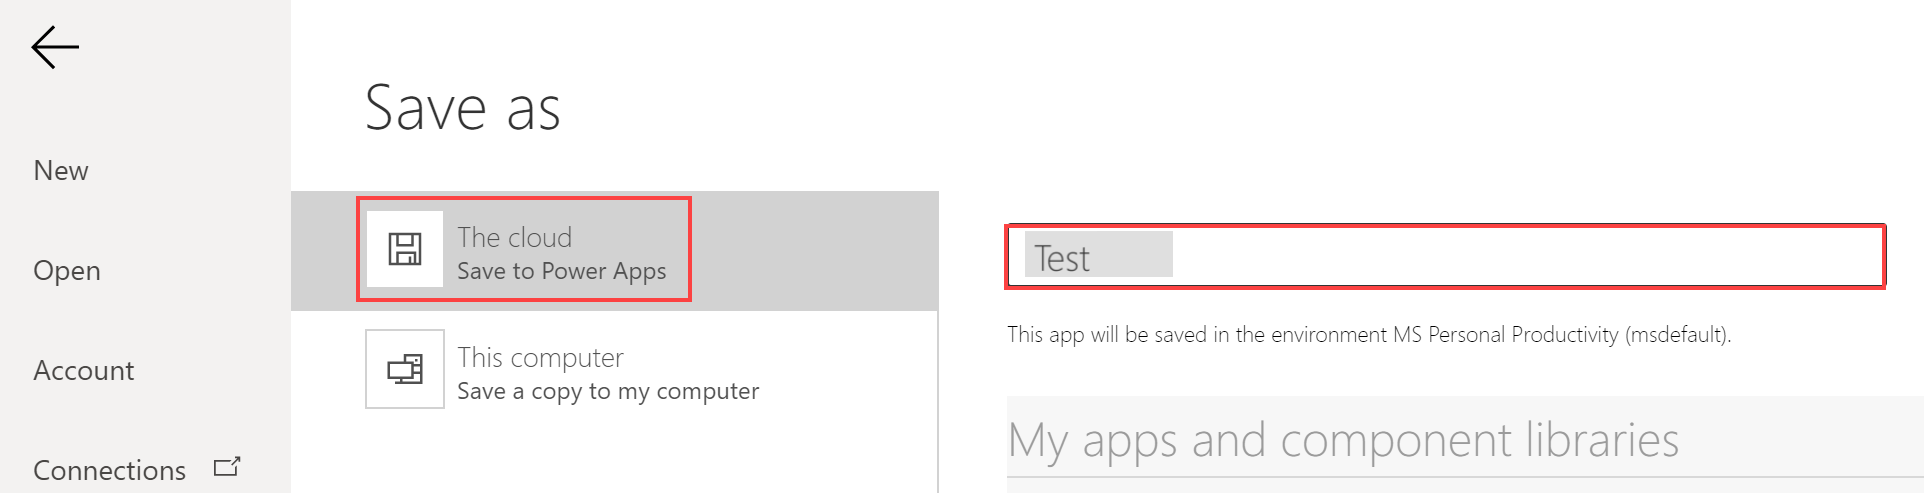 New
Open
Account
Connections
Save as
The cloud
Save to Power Apps
This computer
Save a copy to my computer
Test
This app will be saved in the environment MS Personal Productivity (msdefault).
My apps and component libraries